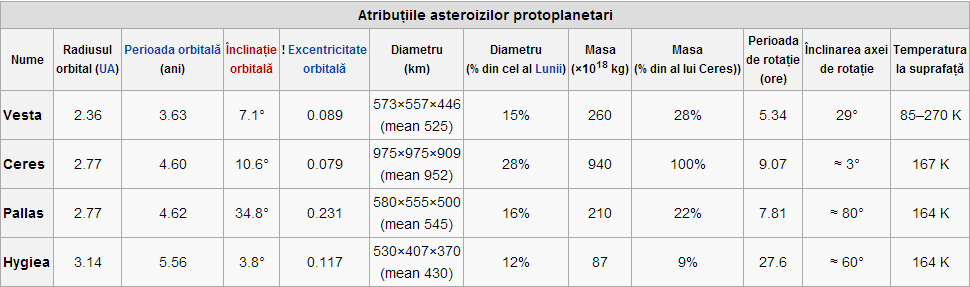 Atribuțiile asteroizilor protoplanetari
Nume | Radiusul orbital (UA) | Perioada orbitală (ani) | Înclinație orbitală | ! Excentricitate orbitală | Diametru (km) | Diametru (% din cel al Lunii) | Masa (×10¹⁸ kg) | Masa (% din al lui Ceres)) | Perioada de rotație (ore) | Înclinarea axei de rotație | Temperatura la suprafață
Vesta | 2.36 | 3.63 | 7.1° | 0.089 | 573×557×446 (mean 525) | 15% | 260 | 28% | 5.34 | 29° | 85–270 K
Ceres | 2.77 | 4.60 | 10.6° | 0.079 | 975×975×909 (mean 952) | 28% | 940 | 100% | 9.07 | ≈ 3° | 167 K
Pallas | 2.77 | 4.62 | 34.8° | 0.231 | 580×555×500 (mean 545) | 16% | 210 | 22% | 7.81 | ≈ 80° | 164 K
Hygiea | 3.14 | 5.56 | 3.8° | 0.117 | 530×407×370 (mean 430) | 12% | 87 | 9% | 27.6 | ≈ 60° | 164 K